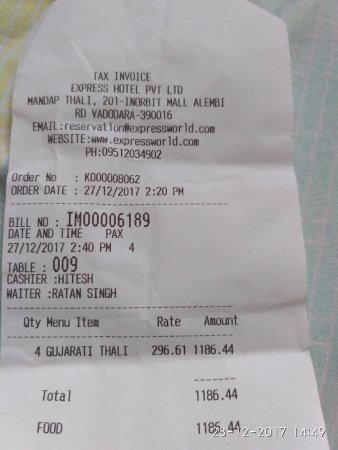 TAX INVOICE
EXPRESS HOTEL PVT LTD
MANDAP THALI, 201-INORBIT MALL ALEMBI
RD VADODARA-390016
EMAIL:reservation@expressworld.com
WEBSITE:www.expressworld.com
PH:09512034902
Order No : K000008062
ORDER DATE : 27/12/2017 2:20 PM
BILL NO : IM00006189
DATE AND TIME PAX
27/12/2017 2:40 PM 4
TABLE : 009
CASHIER :HITESH
WAITER :RATAN SINGH
Qty Menu Item Rate Amount
4 GUJARATI THALI 296.61 1186.44
Total 1186.44
FOOD 1186.44
23-12-2017 14:49